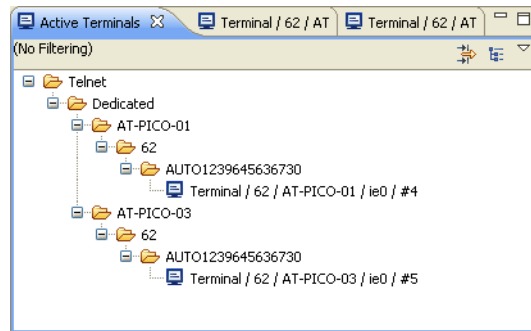 Active Terminals Terminal / 62 / AT Terminal / 62 / AT
(No Filtering)
Telnet
Dedicated
AT-PICO-01
62
AUTO1239645636730
Terminal / 62 / AT-PICO-01 / ie0 / #4
AT-PICO-03
62
AUTO1239645636730
Terminal / 62 / AT-PICO-03 / ie0 / #5